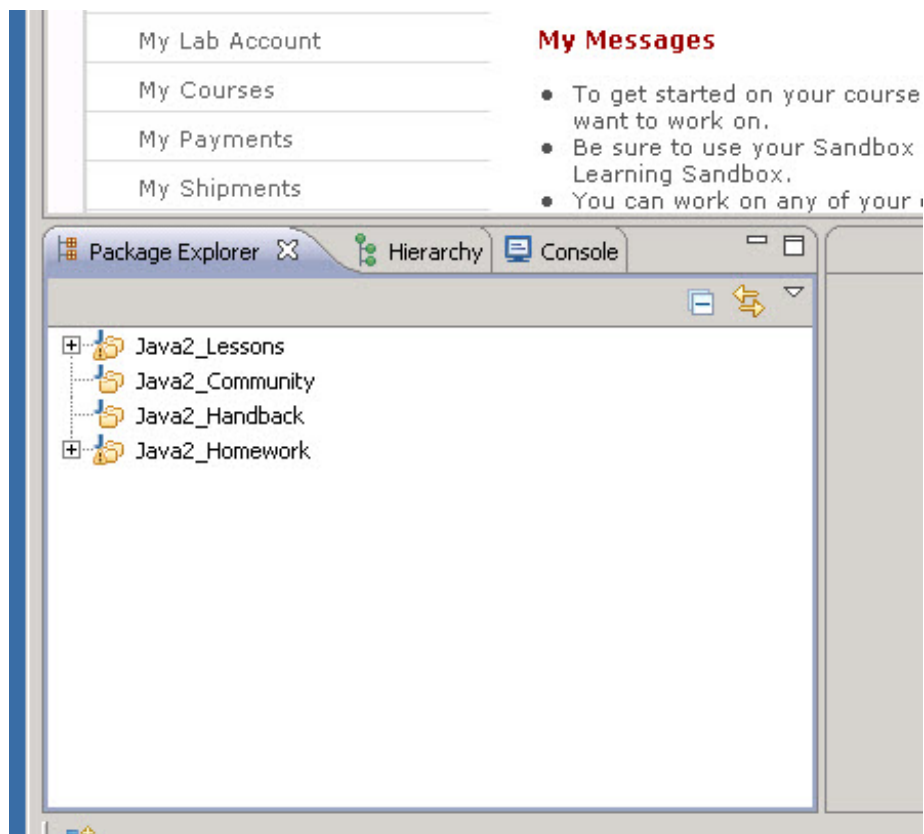 My Lab Account
My Courses
My Payments
My Shipments
My Messages
To get started on your course
want to work on.
Be sure to use your Sandbox
Learning Sandbox.
You can work on any of your
Package Explorer
Hierarchy
Console
Java2_Lessons
Java2_Community
Java2_Handback
Java2_Homework